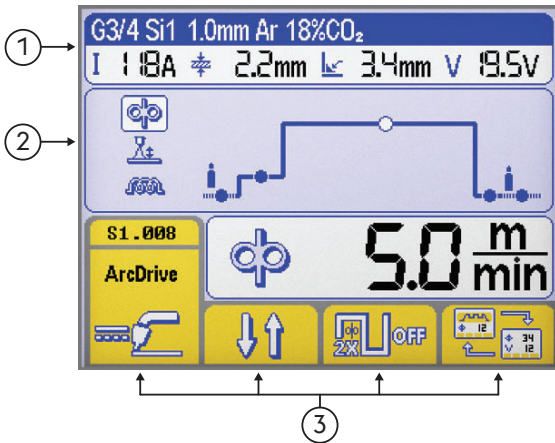 G3/4 Si1 1.0mm Ar 18%CO₂
I 118A 2.2mm 3.4mm V 19.5V
1
2
S1.008
5.0 m/min
ArcDrive
2X OFF
Φ 12
Φ 34
V 12
3